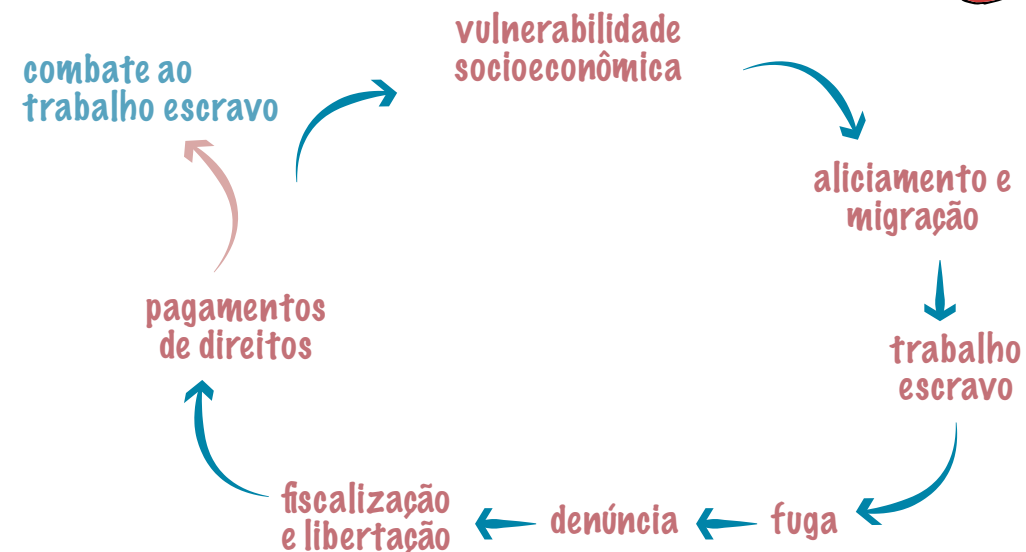 vulnerabilidade
socioeconômica
aliciamento e
migração
trabalho
escravo
fuga
denúncia
fiscalização
e libertação
pagamentos
de direitos
combate ao
trabalho escravo